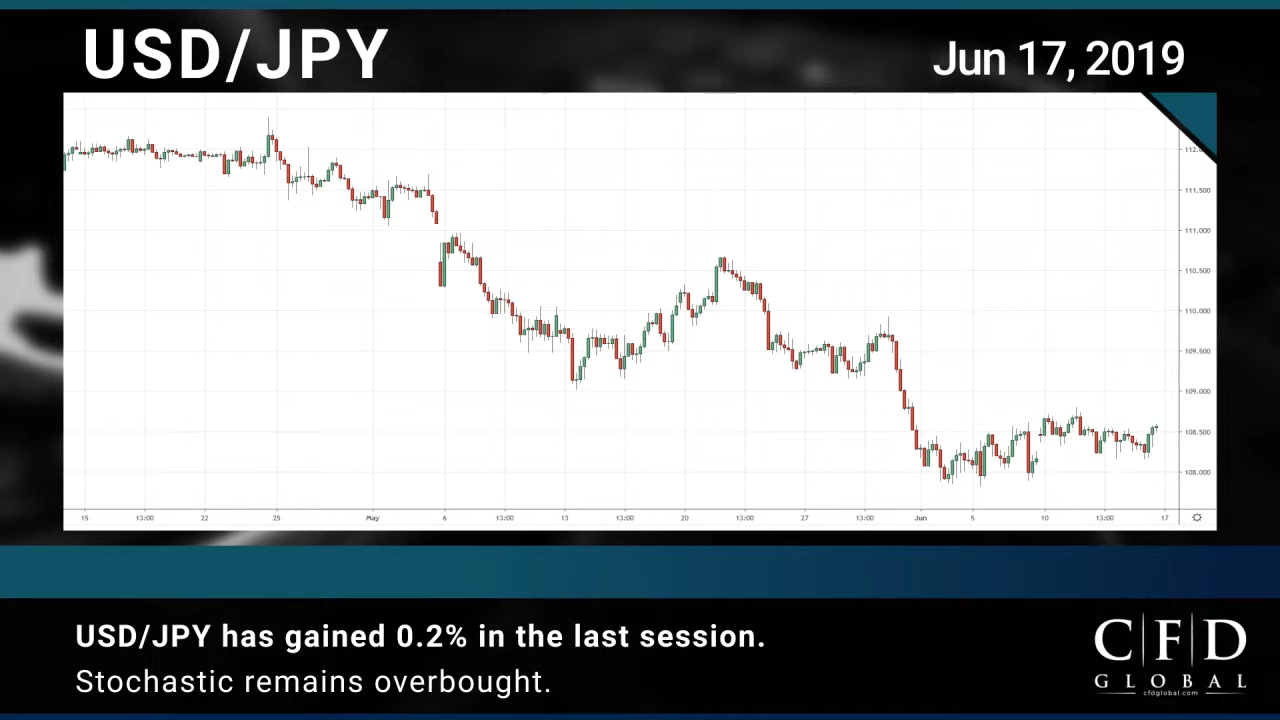 USD/JPY
Jun 17, 2019
111.500
111.000
110.500
110.000
109.500
109.000
108.500
108.000
15 13:00 22 25 May 6 13:00 13 13:00 20 13:00 27 13:00 Jun 5 10 13:00 17
USD/JPY has gained 0.2% in the last session.
Stochastic remains overbought.
CFD
GLOBAL
cfdglobal.com